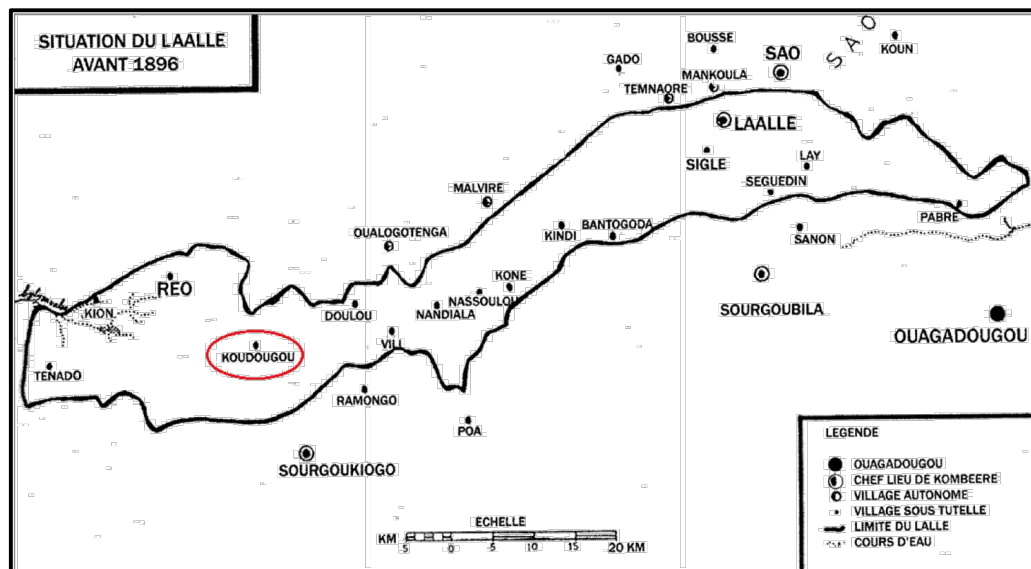 SITUATION DU LAALLE
AVANT 1896
BOUSSE
SAO
SAO
KOUN
GADO
MANKOULA
TEMNAORE
LAALLE
SIGLE
LAY
SEGUEDIN
MALVIRE
PABRE
KINDI
BANTOGODA
SANON
OUALOGOTENGA
REO
KION
DOULOU
NASSOULOU
KONE
NANDIALA
SOURGOUBILA
OUAGADOUGOU
VILI
KOUDOUGOU
TENADO
RAMONGO
POA
SOURGOUKIOGO
ECHELLE
KM
5 0 5 10 15 20 KM
LEGENDE
OUAGADOUGOU
CHEF LIEU DE KOMBEERE
VILLAGE AUTONOME
VILLAGE SOUS TUTELLE
LIMITE DU LALLE
COURS D'EAU